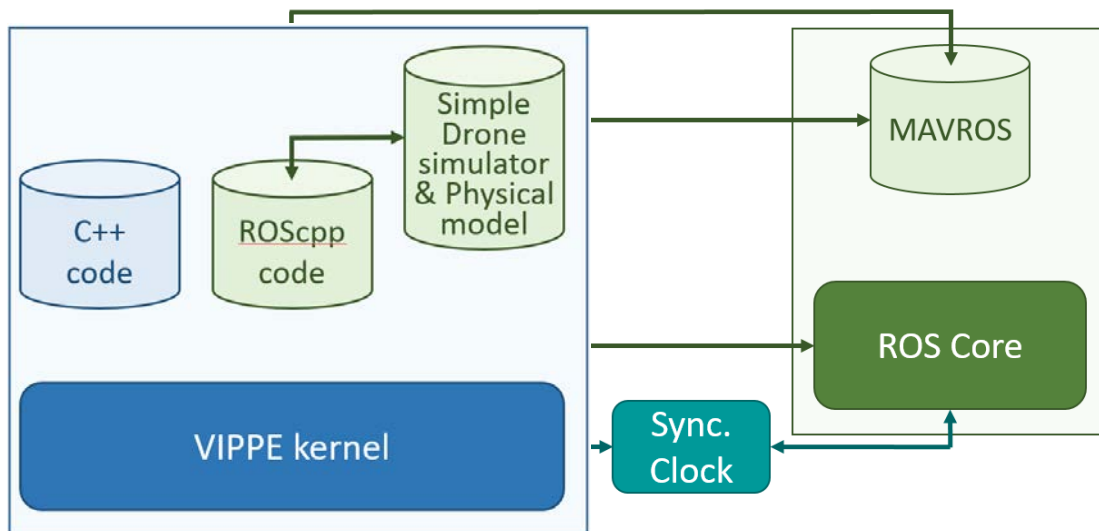 C++
code
ROScpp
code
Simple
Drone
simulator
& Physical
model
VIPPE kernel
Sync.
Clock
MAVROS
ROS Core